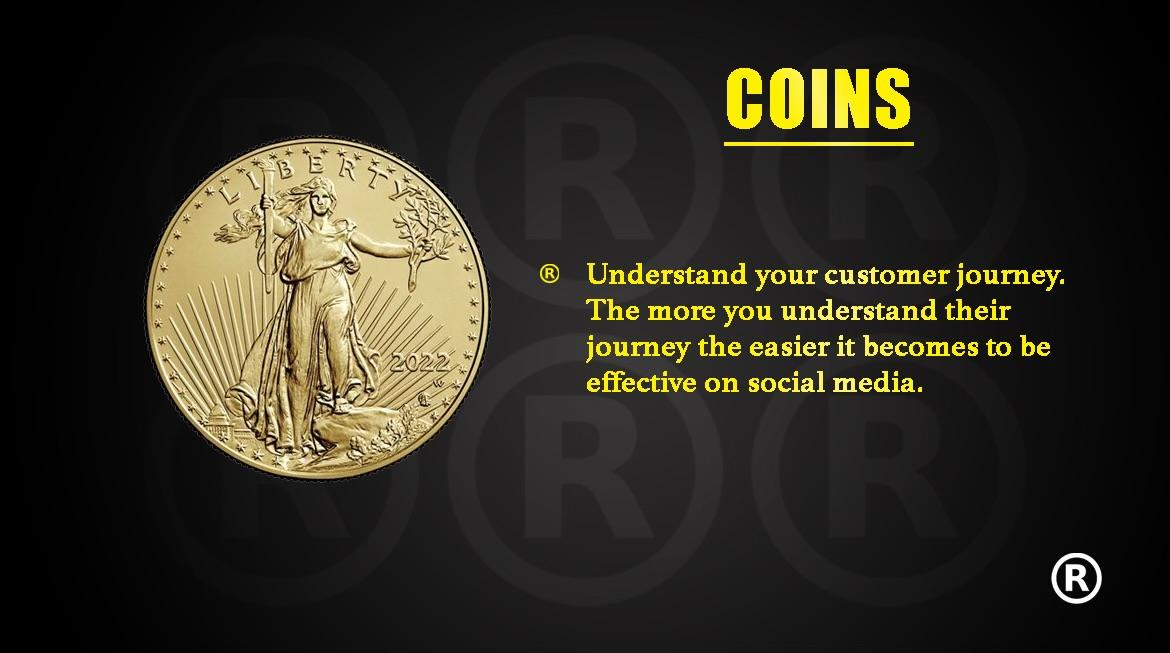 COINS
LIBERTY
® Understand your customer journey.
The more you understand their
journey the easier it becomes to be
effective on social media.
2022
W
®